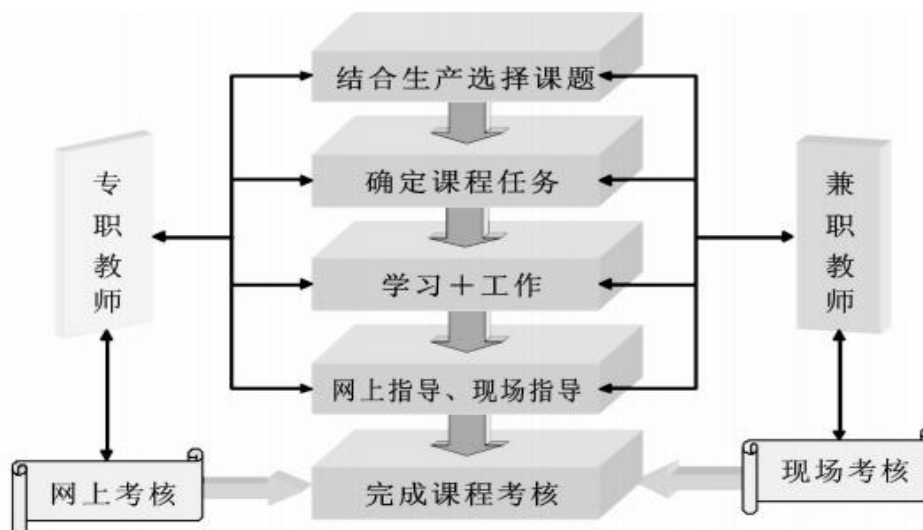 结合生产选择课题
确定课程任务
专职教师
兼职教师
学习＋工作
网上指导、现场指导
网上考核
完成课程考核
现场考核